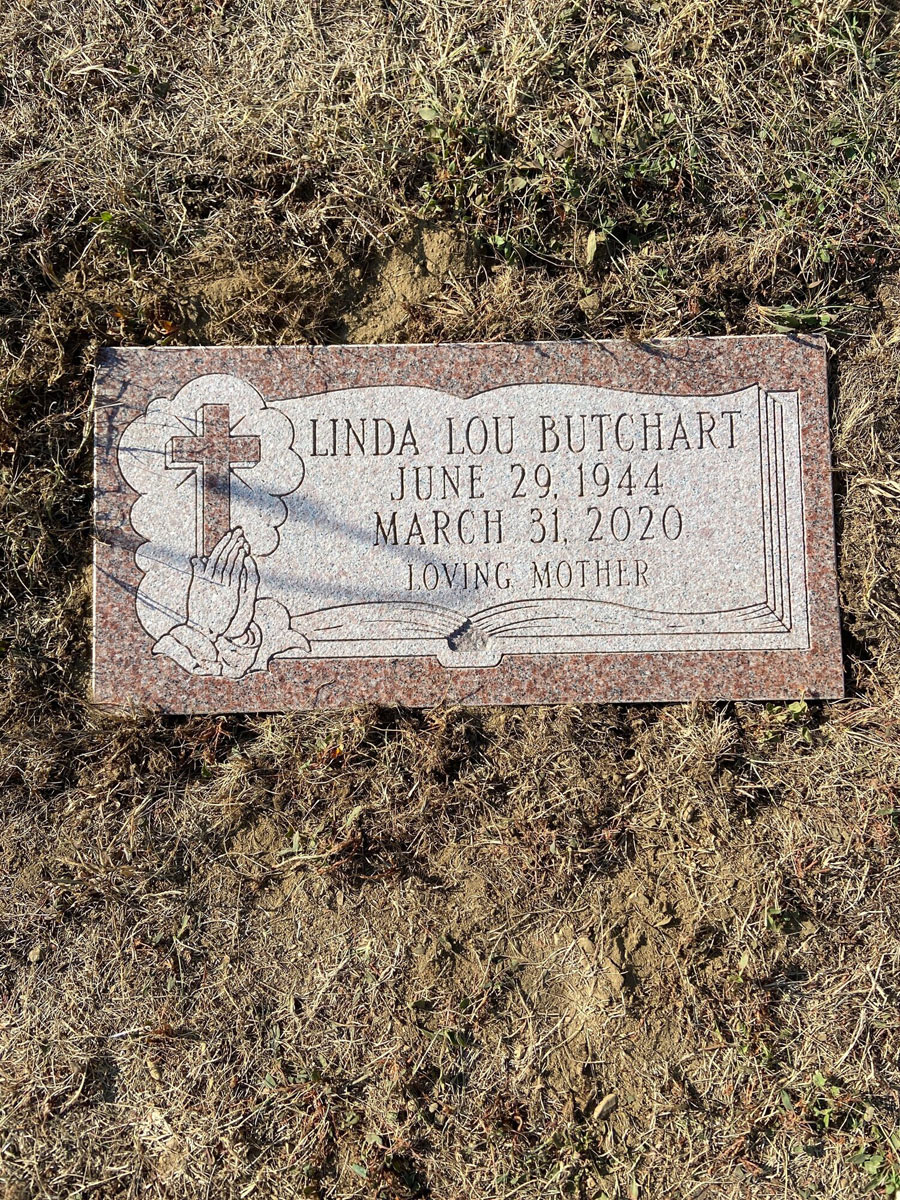 LINDA LOU BUTCHART
JUNE 29, 1944
MARCH 31, 2020
LOVING MOTHER